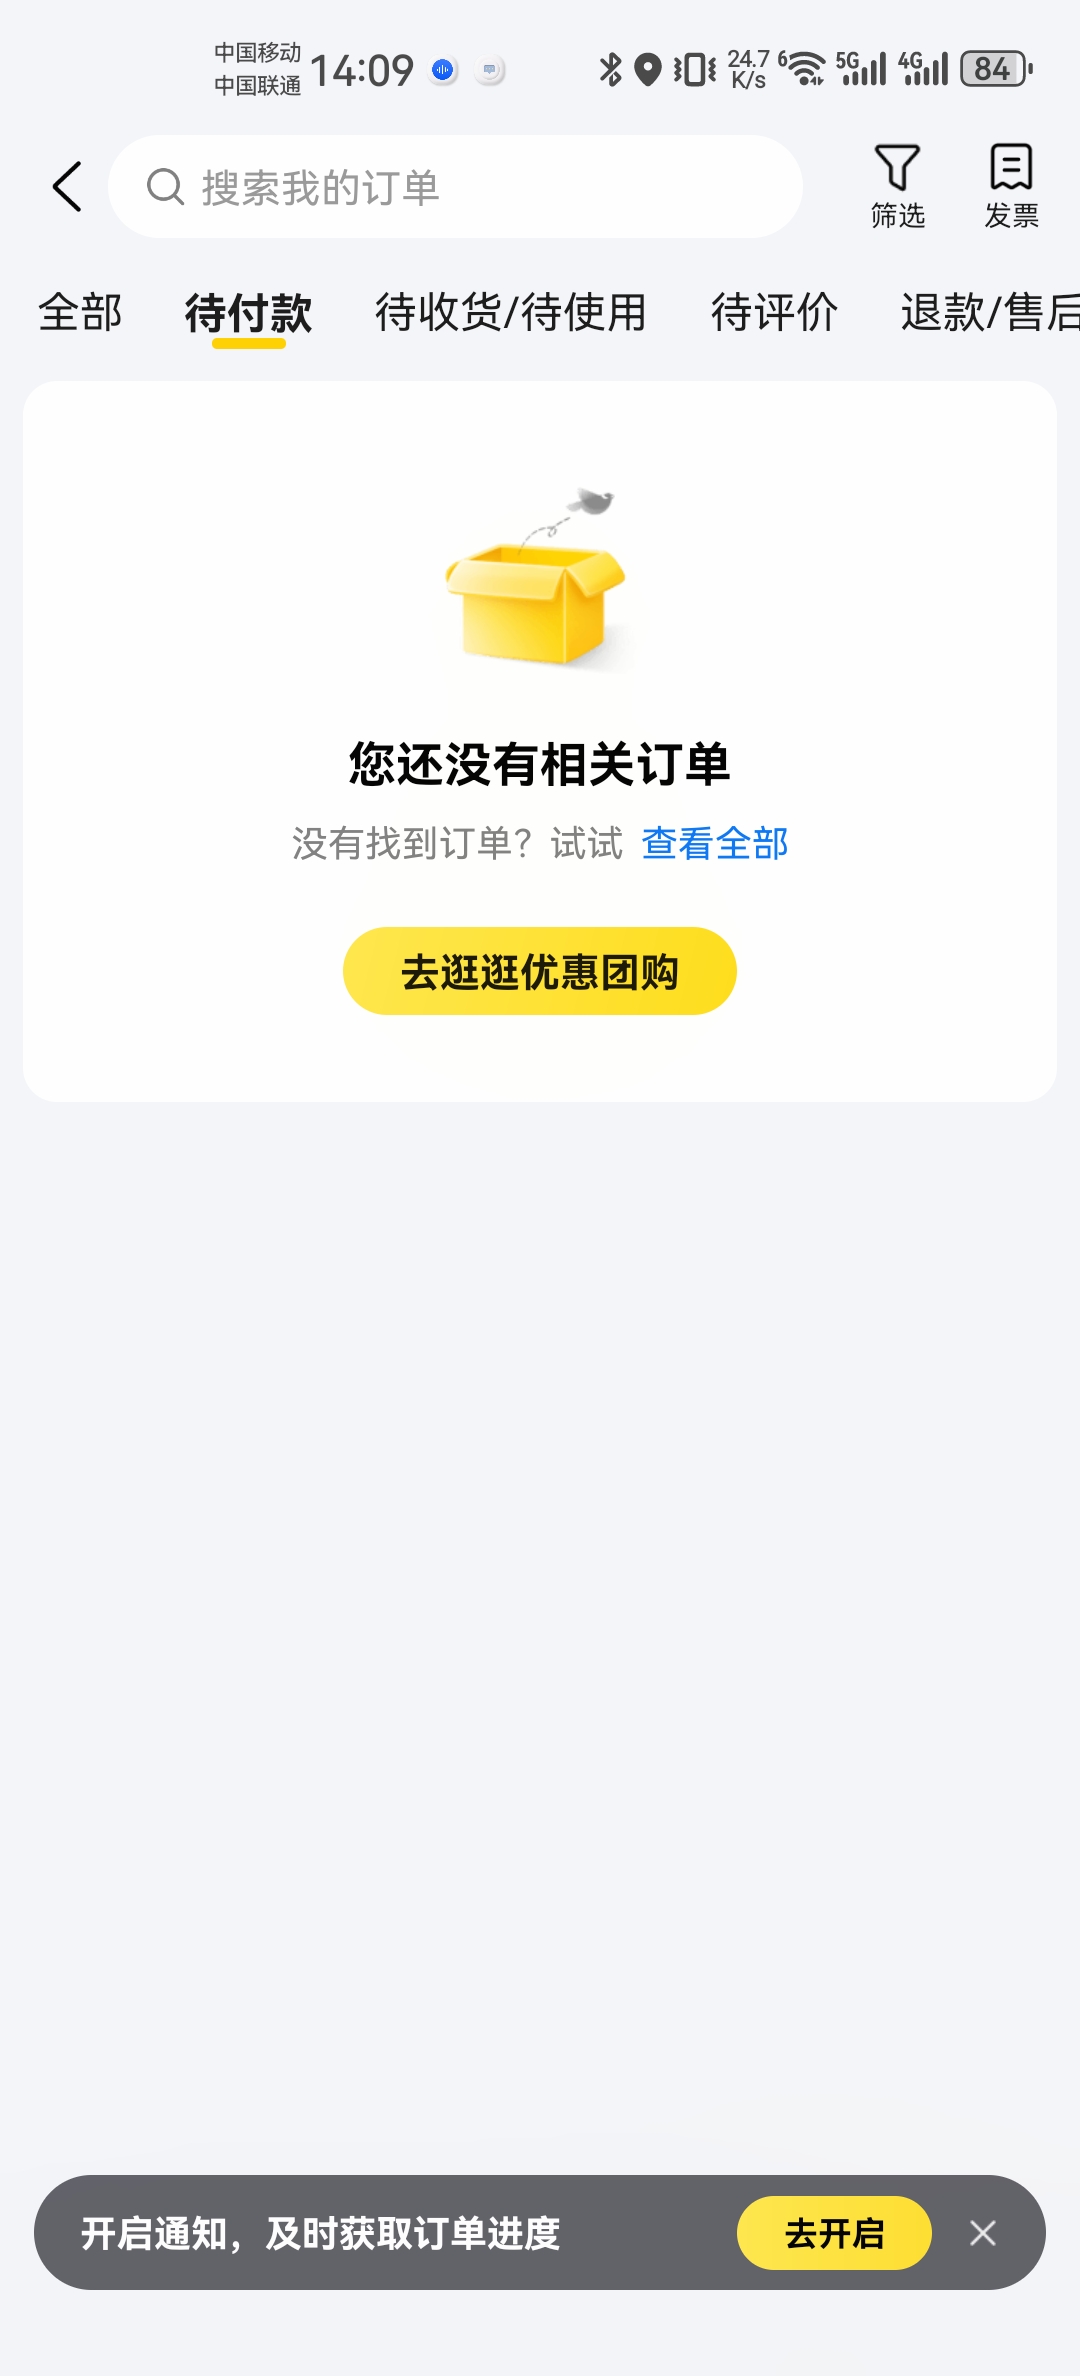 中国移动
中国联通
14:09
24.7
K/s
6
5G
4G
84
搜索我的订单
筛选
发票
全部
待付款
待收货/待使用
待评价
退款/售后
您还没有相关订单
没有找到订单？试试 查看全部
去逛逛优惠团购
开启通知，及时获取订单进度
去开启